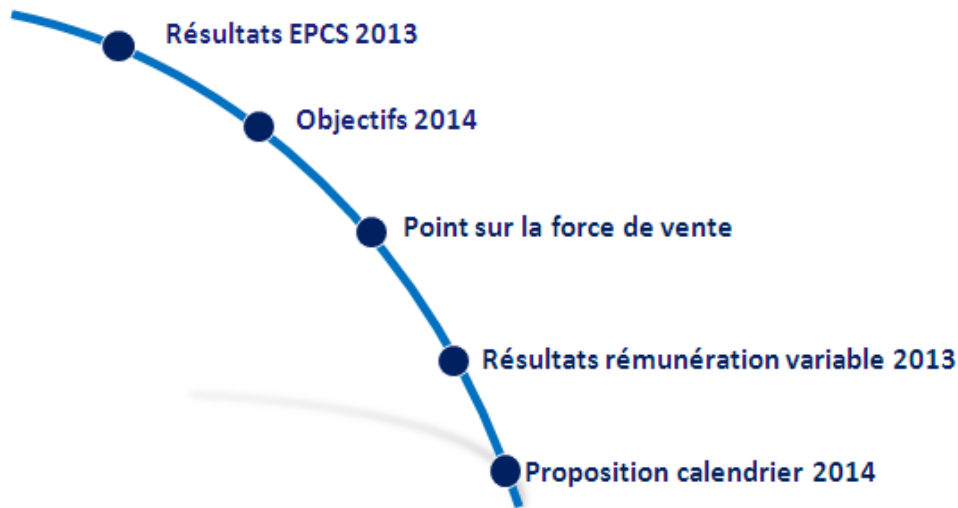 Résultats EPCS 2013
Objectifs 2014
Point sur la force de vente
Résultats rémunération variable 2013
Proposition calendrier 2014